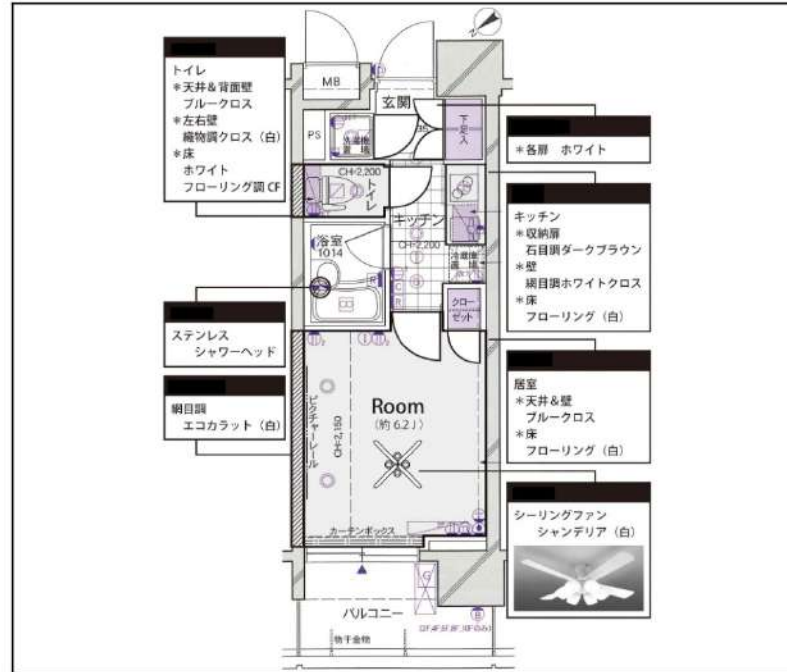 トイレ
*天井&背面壁
ブルークロス
*左右壁
織物調クロス（白）
*床
ホワイト
フローリング調CF
ステンレス
シャワーヘッド
網目調
エコカラット（白）
MB
玄関
PS
下足入
CH=2,200
トイレ
キッチン
CH=2,200
浴室
1014
冷蔵庫
置場
クロー
ゼット
Room
（約 6.2 J）
ピクチャーレール
CH=2,150
カーテンボックス
バルコニー
物干金物
*各扉 ホワイト
キッチン
*収納扉
石目調ダークブラウン
*壁
網目調ホワイトクロス
*床
フローリング（白）
居室
*天井&壁
ブルークロス
*床
フローリング（白）
シーリングファン
シャンデリア（白）